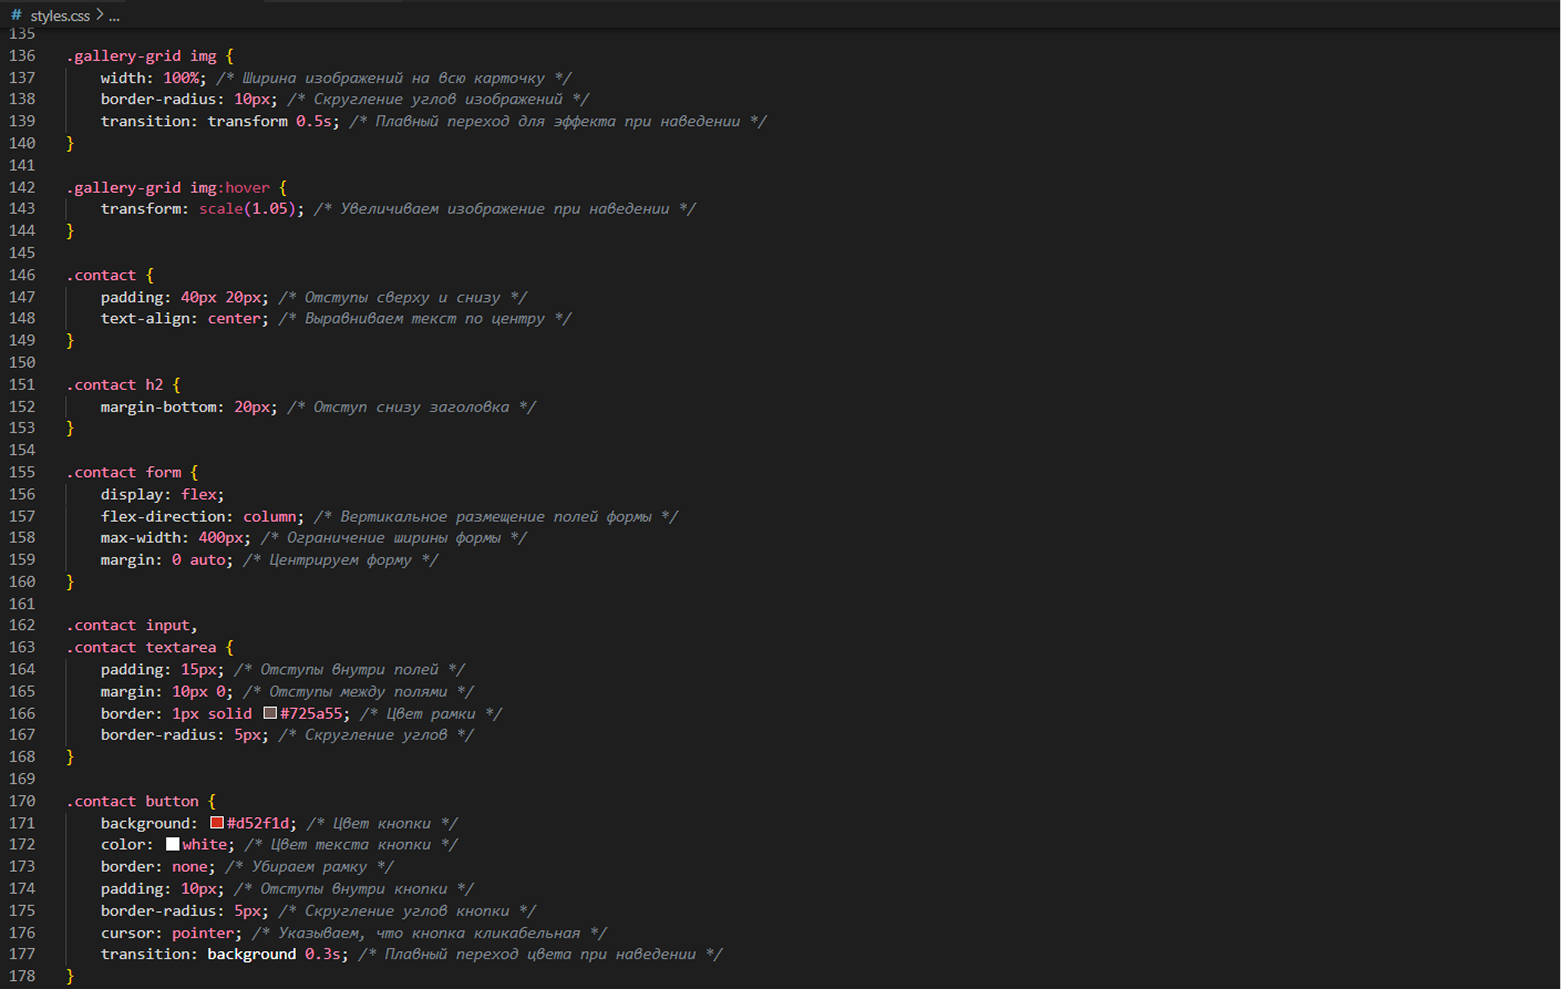 # styles.css > ...
135
136 .gallery-grid img {
137 width: 100%; /* Ширина изображений на всю карточку */
138 border-radius: 10px; /* Скругление углов изображений */
139 transition: transform 0.5s; /* Плавный переход для эффекта при наведении */
140 }
141
142 .gallery-grid img:hover {
143 transform: scale(1.05); /* Увеличиваем изображение при наведении */
144 }
145
146 .contact {
147 padding: 40px 20px; /* Отступы сверху и снизу */
148 text-align: center; /* Выравниваем текст по центру */
149 }
150
151 .contact h2 {
152 margin-bottom: 20px; /* Отступ снизу заголовка */
153 }
154
155 .contact form {
156 display: flex;
157 flex-direction: column; /* Вертикальное размещение полей формы */
158 max-width: 400px; /* Ограничение ширины формы */
159 margin: 0 auto; /* Центрируем форму */
160 }
161
162 .contact input,
163 .contact textarea {
164 padding: 15px; /* Отступы внутри полей */
165 margin: 10px 0; /* Отступы между полями */
166 border: 1px solid #725a55; /* Цвет рамки */
167 border-radius: 5px; /* Скругление углов */
168 }
169
170 .contact button {
171 background: #d52f1d; /* Цвет кнопки */
172 color: white; /* Цвет текста кнопки */
173 border: none; /* Убираем рамку */
174 padding: 10px; /* Отступы внутри кнопки */
175 border-radius: 5px; /* Скругление углов кнопки */
176 cursor: pointer; /* Указываем, что кнопка кликабельная */
177 transition: background 0.3s; /* Плавный переход цвета при наведении */
178 }